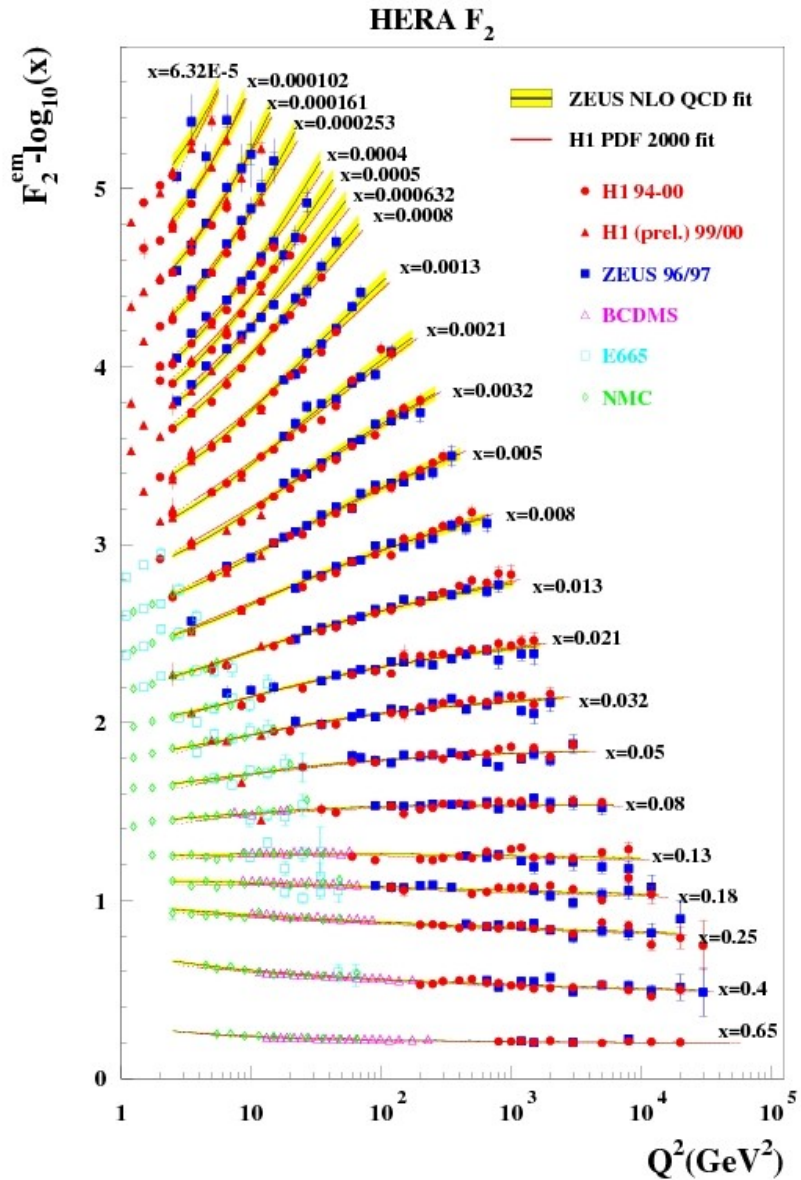 HERA F₂
F₂ᵉᵐ-log₁₀(x)
x=6.32E-5
x=0.000102
x=0.000161
x=0.000253
x=0.0004
x=0.0005
x=0.000632
x=0.0008
x=0.0013
x=0.0021
x=0.0032
x=0.005
x=0.008
x=0.013
x=0.021
x=0.032
x=0.05
x=0.08
x=0.13
x=0.18
x=0.25
x=0.4
x=0.65
ZEUS NLO QCD fit
H1 PDF 2000 fit
H1 94-00
H1 (prel.) 99/00
ZEUS 96/97
BCDMS
E665
NMC
5
4
3
2
1
0
1 10 10² 10³ 10⁴ 10⁵
Q²(GeV²)